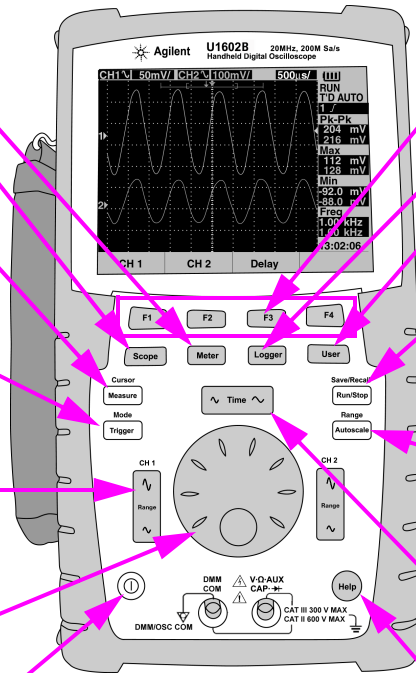 Agilent U1602B 20MHz, 200M Sa/s
Handheld Digital Oscilloscope
CH1 50mV/ CH2 100mV/ 500µs/
RUN
T'D AUTO
1
Pk-Pk
204 mV
216 mV
Max
112 mV
128 mV
Min
-92.0 mV
-88.0 mV
Freq
1.00 kHz
1.00 kHz
13:02:06
1
2
CH 1 CH 2 Delay
F1 F2 F3 F4
Scope Meter Logger User
Cursor
Measure
Save/Recal
Run/Stop
Time
Mode
Trigger
Range
Autoscale
CH 1
Range
CH 2
Range
DMM
COM
V·Ω·AUX
CAP·
Help
CAT III 300 V MAX
CAT II 600 V MAX
DMM/OSC COM